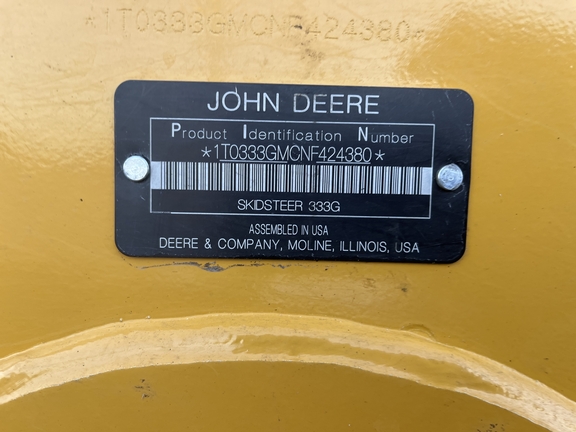 *1T0333GMCNF424380*
JOHN DEERE
Product Identification Number
*1T0333GMCNF424380*
SKIDSTEER 333G
ASSEMBLED IN USA
DEERE & COMPANY, MOLINE, ILLINOIS, USA